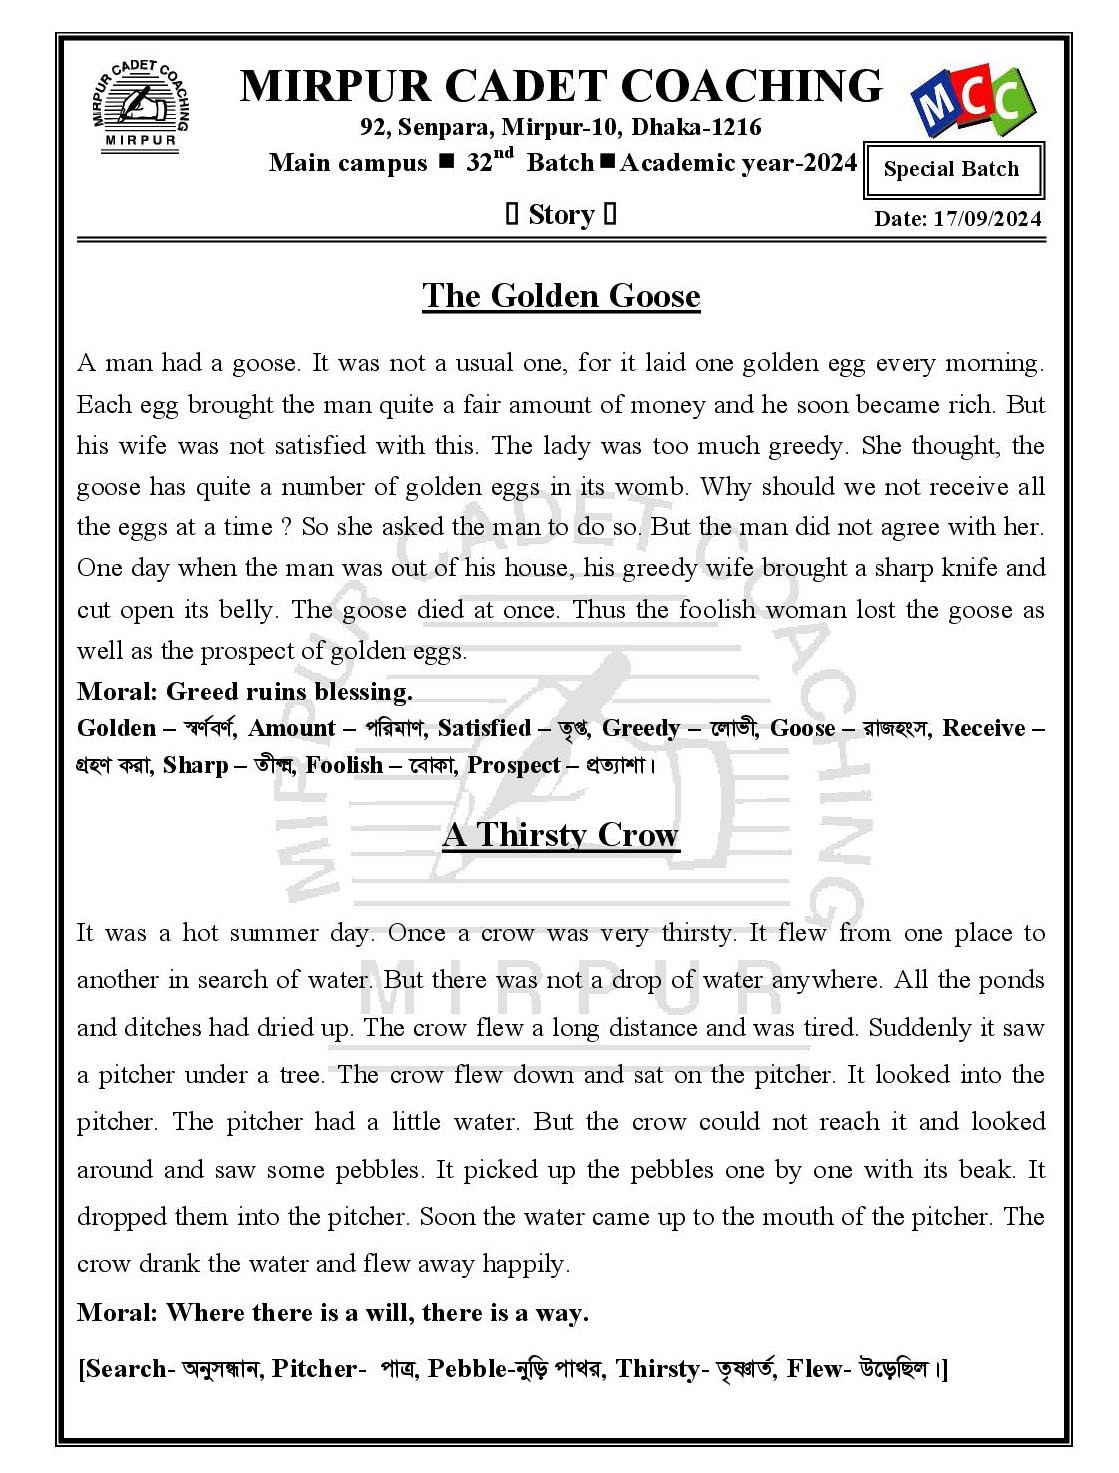 MIRPUR CADET COACHING
MIRPUR
MIRPUR CADET COACHING
MCC
92, Senpara, Mirpur-10, Dhaka-1216
Main campus ■ 32nd Batch ■ Academic year-2024
Special Batch
Story
Date: 17/09/2024
The Golden Goose
A man had a goose. It was not a usual one, for it laid one golden egg every morning.
Each egg brought the man quite a fair amount of money and he soon became rich. But
his wife was not satisfied with this. The lady was too much greedy. She thought, the
goose has quite a number of golden eggs in its womb. Why should we not receive all
the eggs at a time ? So she asked the man to do so. But the man did not agree with her.
One day when the man was out of his house, his greedy wife brought a sharp knife and
cut open its belly. The goose died at once. Thus the foolish woman lost the goose as
well as the prospect of golden eggs.
Moral: Greed ruins blessing.
Golden – স্বর্ণবর্ণ, Amount – পরিমাণ, Satisfied – তৃপ্ত, Greedy – লোভী, Goose – রাজহংস, Receive –
গ্রহণ করা, Sharp – তীক্ষ্ম, Foolish – বোকা, Prospect – প্রত্যাশা।
A Thirsty Crow
It was a hot summer day. Once a crow was very thirsty. It flew from one place to
another in search of water. But there was not a drop of water anywhere. All the ponds
and ditches had dried up. The crow flew a long distance and was tired. Suddenly it saw
a pitcher under a tree. The crow flew down and sat on the pitcher. It looked into the
pitcher. The pitcher had a little water. But the crow could not reach it and looked
around and saw some pebbles. It picked up the pebbles one by one with its beak. It
dropped them into the pitcher. Soon the water came up to the mouth of the pitcher. The
crow drank the water and flew away happily.
Moral: Where there is a will, there is a way.
[Search- অনুসন্ধান, Pitcher- পাত্র, Pebble-নুড়ি পাথর, Thirsty- তৃষ্ণার্ত, Flew- উড়েছিল।]
MIRPUR CADET COACHING
MIRPUR